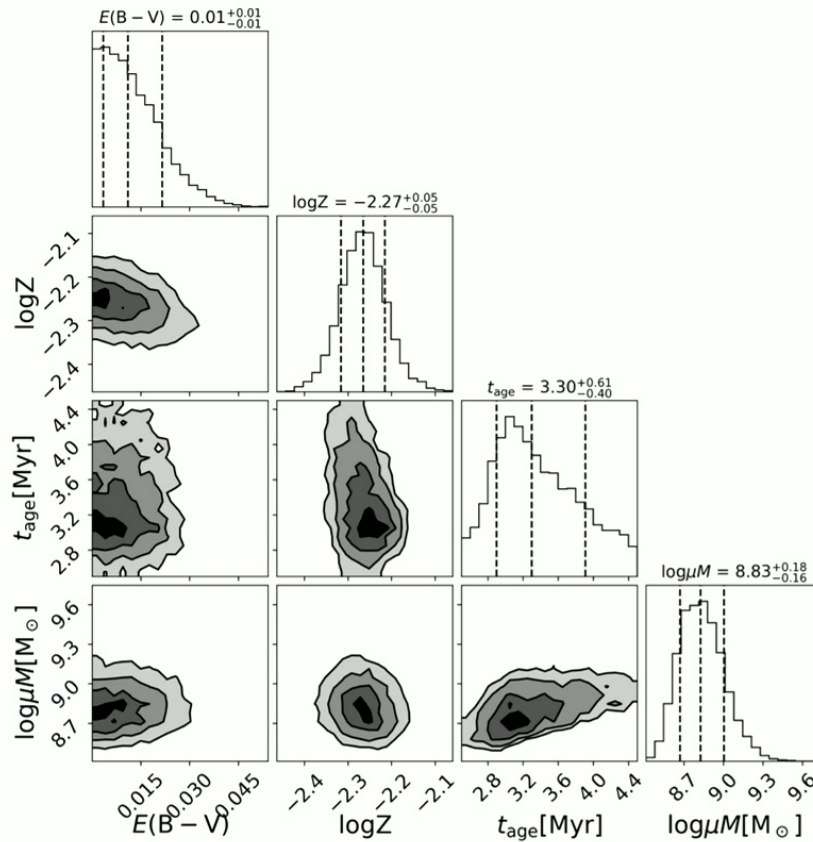 E(B − V) = 0.01+0.01−0.01
logZ = −2.27+0.05−0.05
−2.1
−2.2
−2.3
−2.4
logZ
tage = 3.30+0.61−0.40
4.4
4.0
3.6
3.2
2.8
tage[Myr]
logμM = 8.83+0.18−0.16
9.6
9.3
9.0
8.7
logμM[M⊙]
0.015 0.030 0.045
−2.4 −2.3 −2.2 −2.1
2.8 3.2 3.6 4.0 4.4
8.7 9.0 9.3 9.6
E(B − V) logZ tage[Myr] logμM[M⊙]